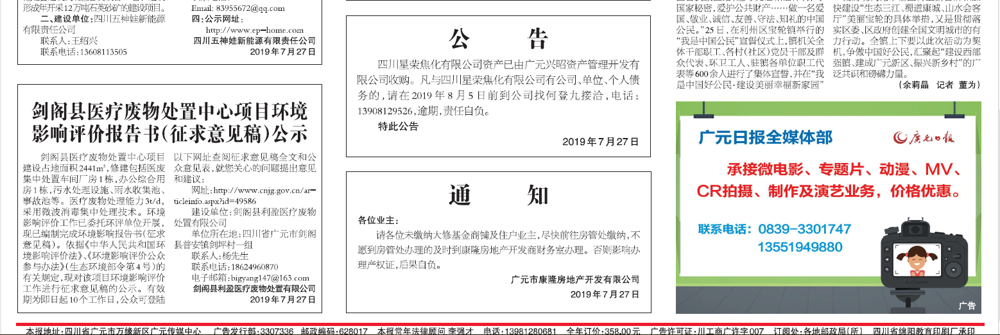 形成年开采12万吨石英砂矿的建设项目。
二、建设单位:四川五神娃新能源
有限责任公司
联系人:王绍兴
联系电话:13608113505
Email: 83955672@qq.com
四:公示网址:
http://www.ep-home.com
四川五神娃新能源有限责任公司
2019年7月27日
剑阁县医疗废物处置中心项目环境
影响评价报告书(征求意见稿)公示
剑阁县医疗废物处置中心项目
建设占地面积2441m²,修建包括医废
集中处置车间厂房1栋,办公综合用
房1栋,污水处理设施、雨水收集池、
事故池等。医疗废物处理能力3t/d,
采用微波消毒集中处理技术。环境
影响评价工作已委托环评单位开展,
现已编制完成环境影响报告书(征求
意见稿)。依据《中华人民共和国环
境影响评价法》、《环境影响评价公众
参与办法》(生态环境部令第4号)的
有关规定,现对该项目环境影响评价
工作进行征求意见稿的公示。有效
期为即日起10个工作日,公众可登陆
以下网址查阅征求意见稿全文和公
众意见表,就您关心的问题提出意见
和建议:
网址:http://www.cnjg.gov.cn/ar-
ticleinfo.aspx?id=49586
建设单位:剑阁县利盈医疗废物
处置有限公司
单位所在地:四川省广元市剑阁
县普安镇剑坪村一组
联系人:杨先生
联系电话:18624960870
电子邮箱:bigyang147@163.com
剑阁县利盈医疗废物处置有限公司
2019年7月27日
公 告
四川星荣焦化有限公司资产已由广元兴昭资产管理开发有
限公司收购。凡与四川星荣焦化有限公司有公司、单位、个人债
务的,请在2019年8月5日前到公司找何登九接洽,电话:
13908129526,逾期,责任自负。
特此公告
2019年7月27日
通 知
各位业主:
请各位未缴纳大修基金商铺及住户业主,尽快前往房管处缴纳,不
愿到房管处办理的及时到康隆房地产开发商财务室办理。否则影响办
理产权证,后果自负。
广元市康隆房地产开发有限公司
2019年7月27日
国家秘密,爱护公共财产……做一名爱
国、敬业、诚信、友善、守法、知礼的中国
公民。”25日,在利州区宝轮镇举行的
“我是中国公民”宣誓仪式上,镇机关全
体干部职工、各村(社区)党员干部及群
众代表、环卫工人、驻镇各单位职工代
表等600余人进行了集体宣誓,并在“我
是中国好公民·建设美丽幸福新家园”
快建设“生态三江、蜀道康城、山水会客
厅”美丽宝轮的具体举措,又是贯彻落
实区委、区政府创建全国文明城市的有
力行动。全镇上下要以此次活动为契
机,争做中国好公民,汇聚起“建设西部
强镇、建成广元新区、振兴新乡村”的广
泛共识和磅礴力量。
(余莉晶 记者 董为)
广元日报全媒体部
广元日报
承接微电影、专题片、动漫、MV、
CR拍摄、制作及演艺业务，价格优惠。
联系电话：0839-3301747
13551949880
广告
本报地址:四川省广元市万缘新区广元传媒中心 广告发行部:3307336 邮政编码:628017 本报常年法律顾问 李强才 电话:13981280681 全年订价:358.00元 广告许可证:川工商广许字007 订阅处:各地邮政局(所) 四川省绵阳教育印刷厂承印